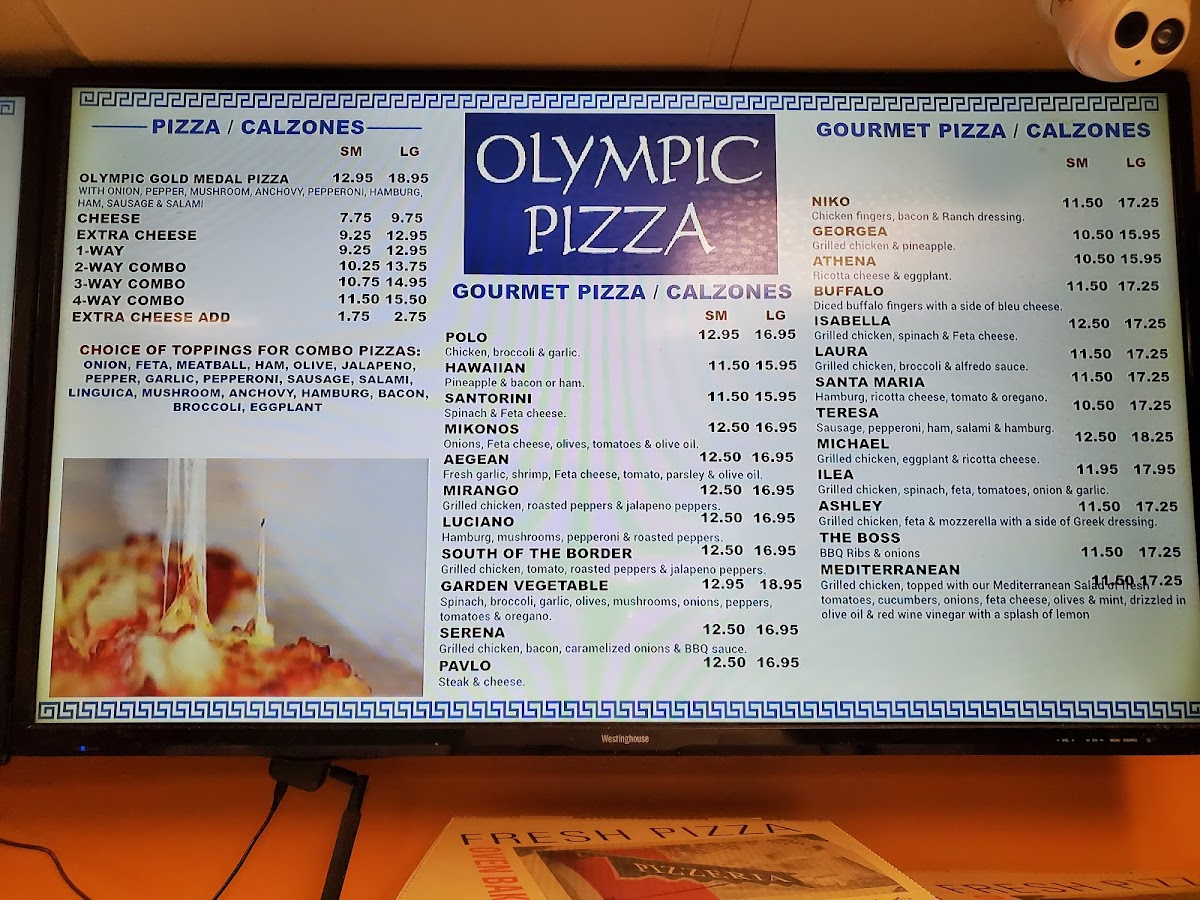 PIZZA / CALZONES
SM LG
OLYMPIC GOLD MEDAL PIZZA 12.95 18.95
WITH ONION, PEPPER, MUSHROOM, ANCHOVY, PEPPERONI, HAMBURG,
HAM, SAUSAGE & SALAMI
CHEESE 7.75 9.75
EXTRA CHEESE 9.25 12.95
1-WAY 9.25 12.95
2-WAY COMBO 10.25 13.75
3-WAY COMBO 10.75 14.95
4-WAY COMBO 11.50 15.50
EXTRA CHEESE ADD 1.75 2.75
CHOICE OF TOPPINGS FOR COMBO PIZZAS:
ONION, FETA, MEATBALL, HAM, OLIVE, JALAPENO,
PEPPER, GARLIC, PEPPERONI, SAUSAGE, SALAMI,
LINGUICA, MUSHROOM, ANCHOVY, HAMBURG, BACON,
BROCCOLI, EGGPLANT
OLYMPIC
PIZZA
GOURMET PIZZA / CALZONES
SM LG
POLO 12.95 16.95
Chicken, broccoli & garlic.
HAWAIIAN 11.50 15.95
Pineapple & bacon or ham.
SANTORINI 11.50 15.95
Spinach & Feta cheese.
MIKONOS 12.50 16.95
Onions, Feta cheese, olives, tomatoes & olive oil.
AEGEAN 12.50 16.95
Fresh garlic, shrimp, Feta cheese, tomato, parsley & olive oil.
MIRANGO 12.50 16.95
Grilled chicken, roasted peppers & jalapeno peppers.
LUCIANO 12.50 16.95
Hamburg, mushrooms, pepperoni & roasted peppers.
SOUTH OF THE BORDER 12.50 16.95
Grilled chicken, tomato, roasted peppers & jalapeno peppers.
GARDEN VEGETABLE 12.95 18.95
Spinach, broccoli, garlic, olives, mushrooms, onions, peppers,
tomatoes & oregano.
SERENA 12.50 16.95
Grilled chicken, bacon, caramelized onions & BBQ sauce.
PAVLO 12.50 16.95
Steak & cheese.
GOURMET PIZZA / CALZONES
SM LG
NIKO 11.50 17.25
Chicken fingers, bacon & Ranch dressing.
GEORGEA 10.50 15.95
Grilled chicken & pineapple.
ATHENA 10.50 15.95
Ricotta cheese & eggplant.
BUFFALO 11.50 17.25
Diced buffalo fingers with a side of bleu cheese.
ISABELLA 12.50 17.25
Grilled chicken, spinach & Feta cheese.
LAURA 11.50 17.25
Grilled chicken, broccoli & alfredo sauce.
SANTA MARIA 11.50 17.25
Hamburg, ricotta cheese, tomato & oregano.
TERESA 10.50 17.25
Sausage, pepperoni, ham, salami & hamburg.
MICHAEL 12.50 18.25
Grilled chicken, eggplant & ricotta cheese.
ILEA 11.95 17.95
Grilled chicken, spinach, feta, tomatoes, onion & garlic.
ASHLEY 11.50 17.25
Grilled chicken, feta & mozzerella with a side of Greek dressing.
THE BOSS
BBQ Ribs & onions 11.50 17.25
MEDITERRANEAN 11.50 17.25
Grilled chicken, topped with our Mediterranean Salad of fresh
tomatoes, cucumbers, onions, feta cheese, olives & mint, drizzled in
olive oil & red wine vinegar with a splash of lemon
Westinghouse
FRESH PIZZA
OVEN BAK
PIZZERIA
FRESH PIZZ